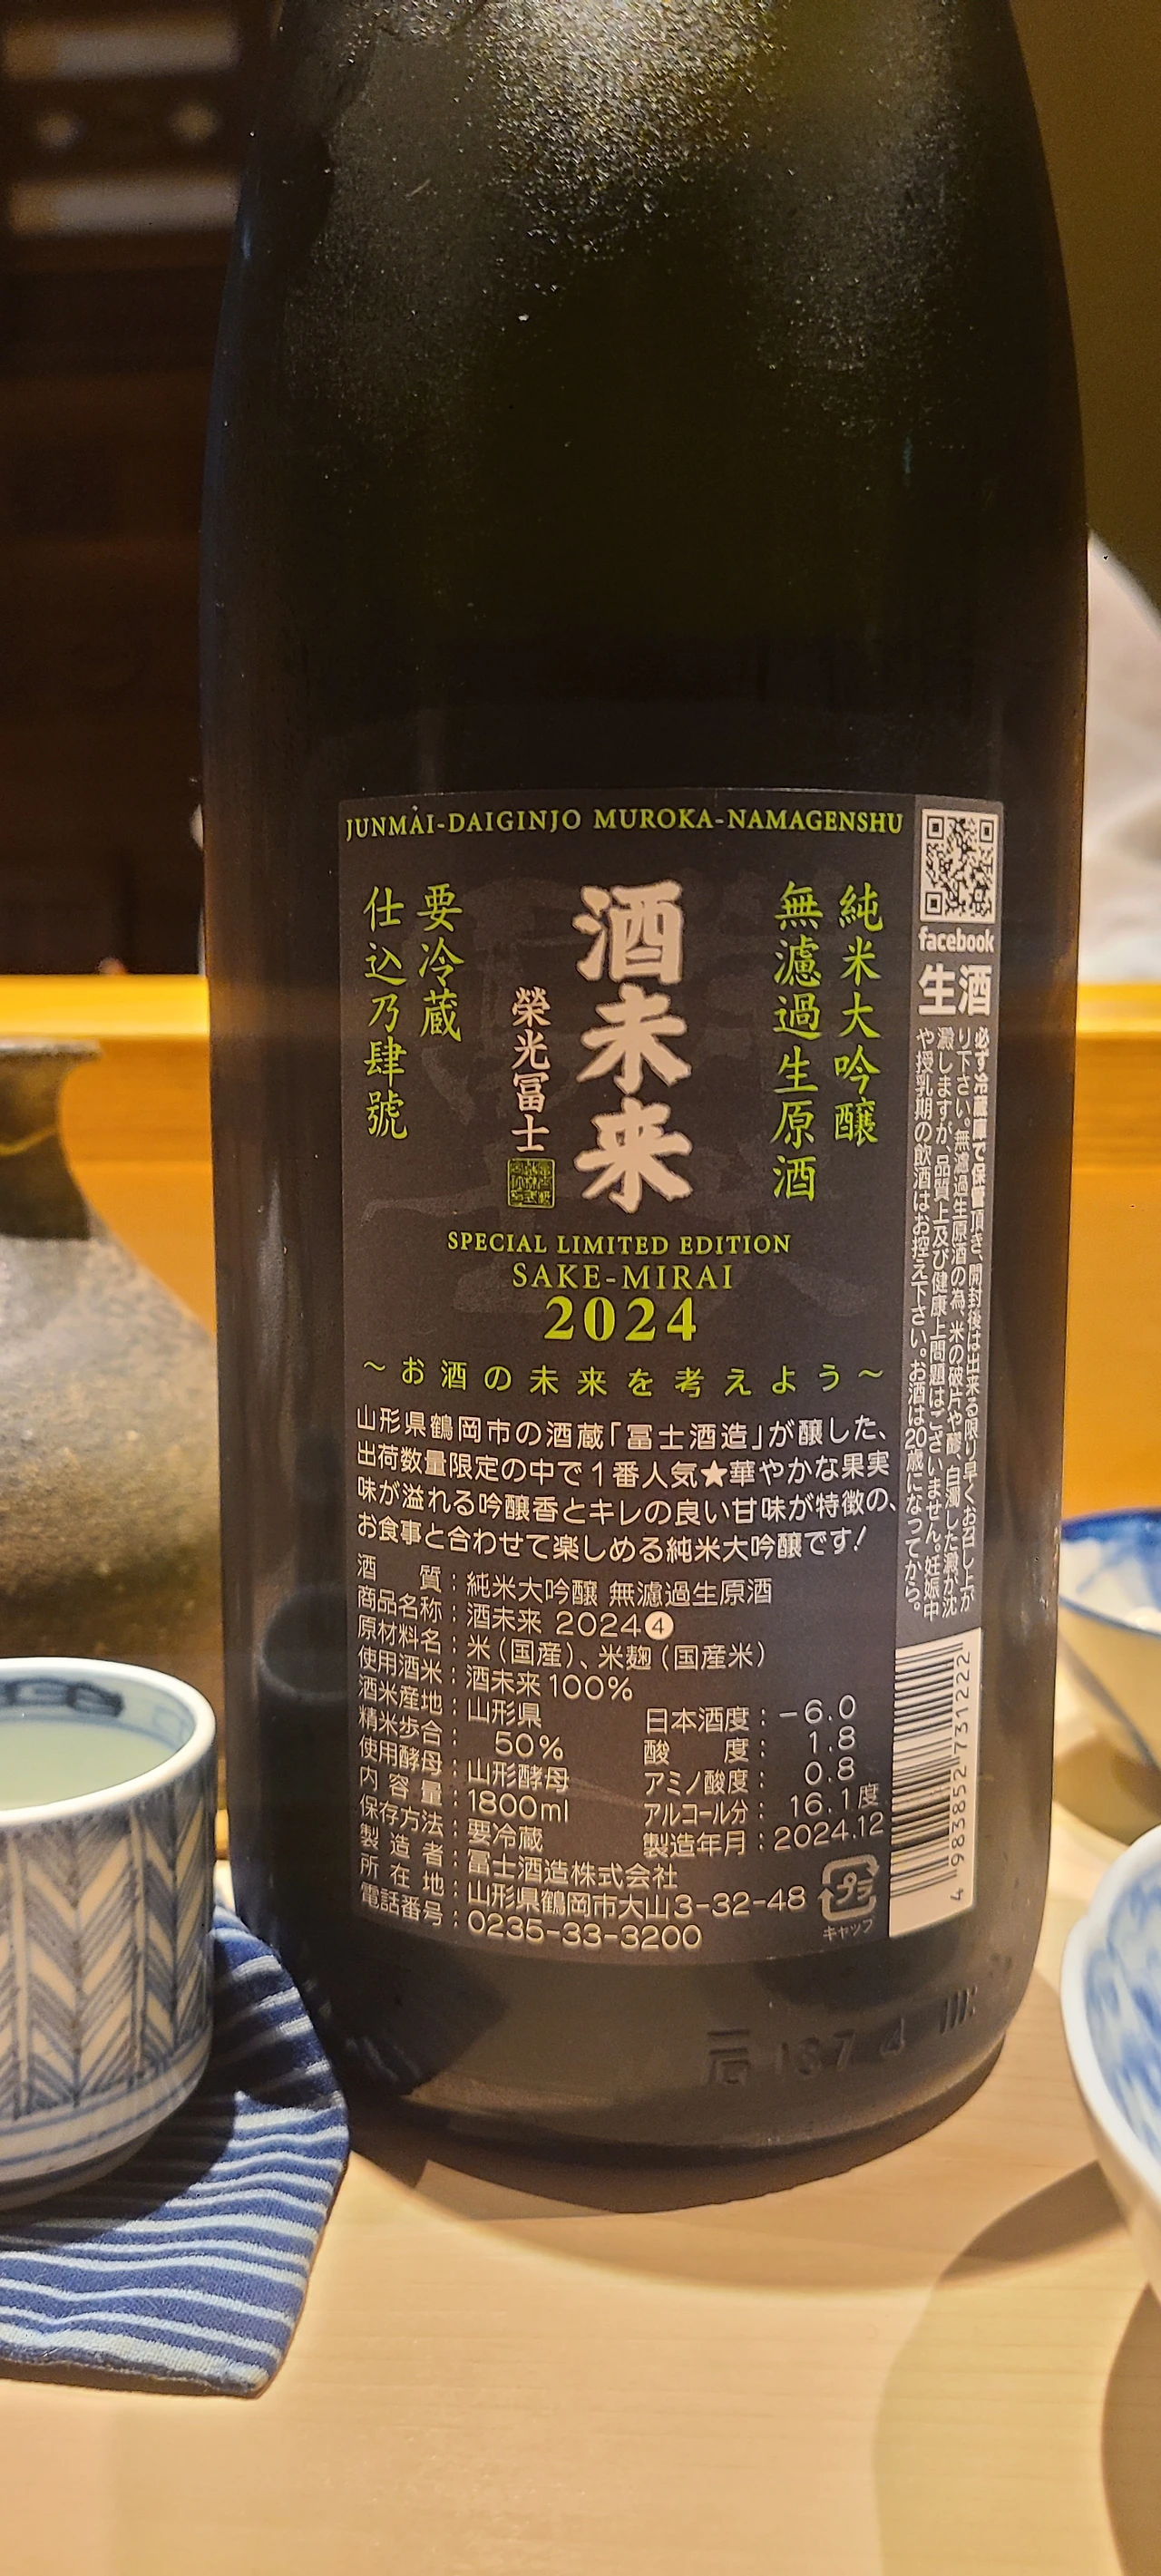 JUNMAI-DAIGINJO MUROKA-NAMAGENSHU
純米大吟醸
無濾過生原酒
酒未来
榮光冨士
要冷蔵
仕込乃肆號
SPECIAL LIMITED EDITION
SAKE-MIRAI
2024
～お酒の未来を考えよう～
山形県鶴岡市の酒蔵「冨士酒造」が醸した、
出荷数量限定の中で1番人気★華やかな果実
味が溢れる吟醸香とキレの良い甘味が特徴の、
お食事と合わせて楽しめる純米大吟醸です!
酒質:純米大吟醸 無濾過生原酒
商品名称:酒未来 2024❹
原材料名:米(国産)、米麹(国産米)
使用酒米:酒未来100%
酒米産地:山形県
精米歩合:50%
使用酵母:山形酵母
内容量:1800ml
保存方法:要冷蔵
日本酒度:-6.0
酸度:1.8
アミノ酸度:0.8
アルコール分:16.1度
製造年月:2024.12
製造者:冨士酒造株式会社
所在地:山形県鶴岡市大山3-32-48
電話番号:0235-33-3200
プラ
キャップ
facebook
生酒
必ず冷蔵庫で保管頂き、開封後は出来る限り早くお召し上が
り下さい。無濾過生原酒の為、米の破片や醪、白濁した澱が沈
澱しますが、品質上及び健康上問題はございません。妊娠中
や授乳期の飲酒はお控え下さい。お酒は20歳になってから。
4983852731222
187 4